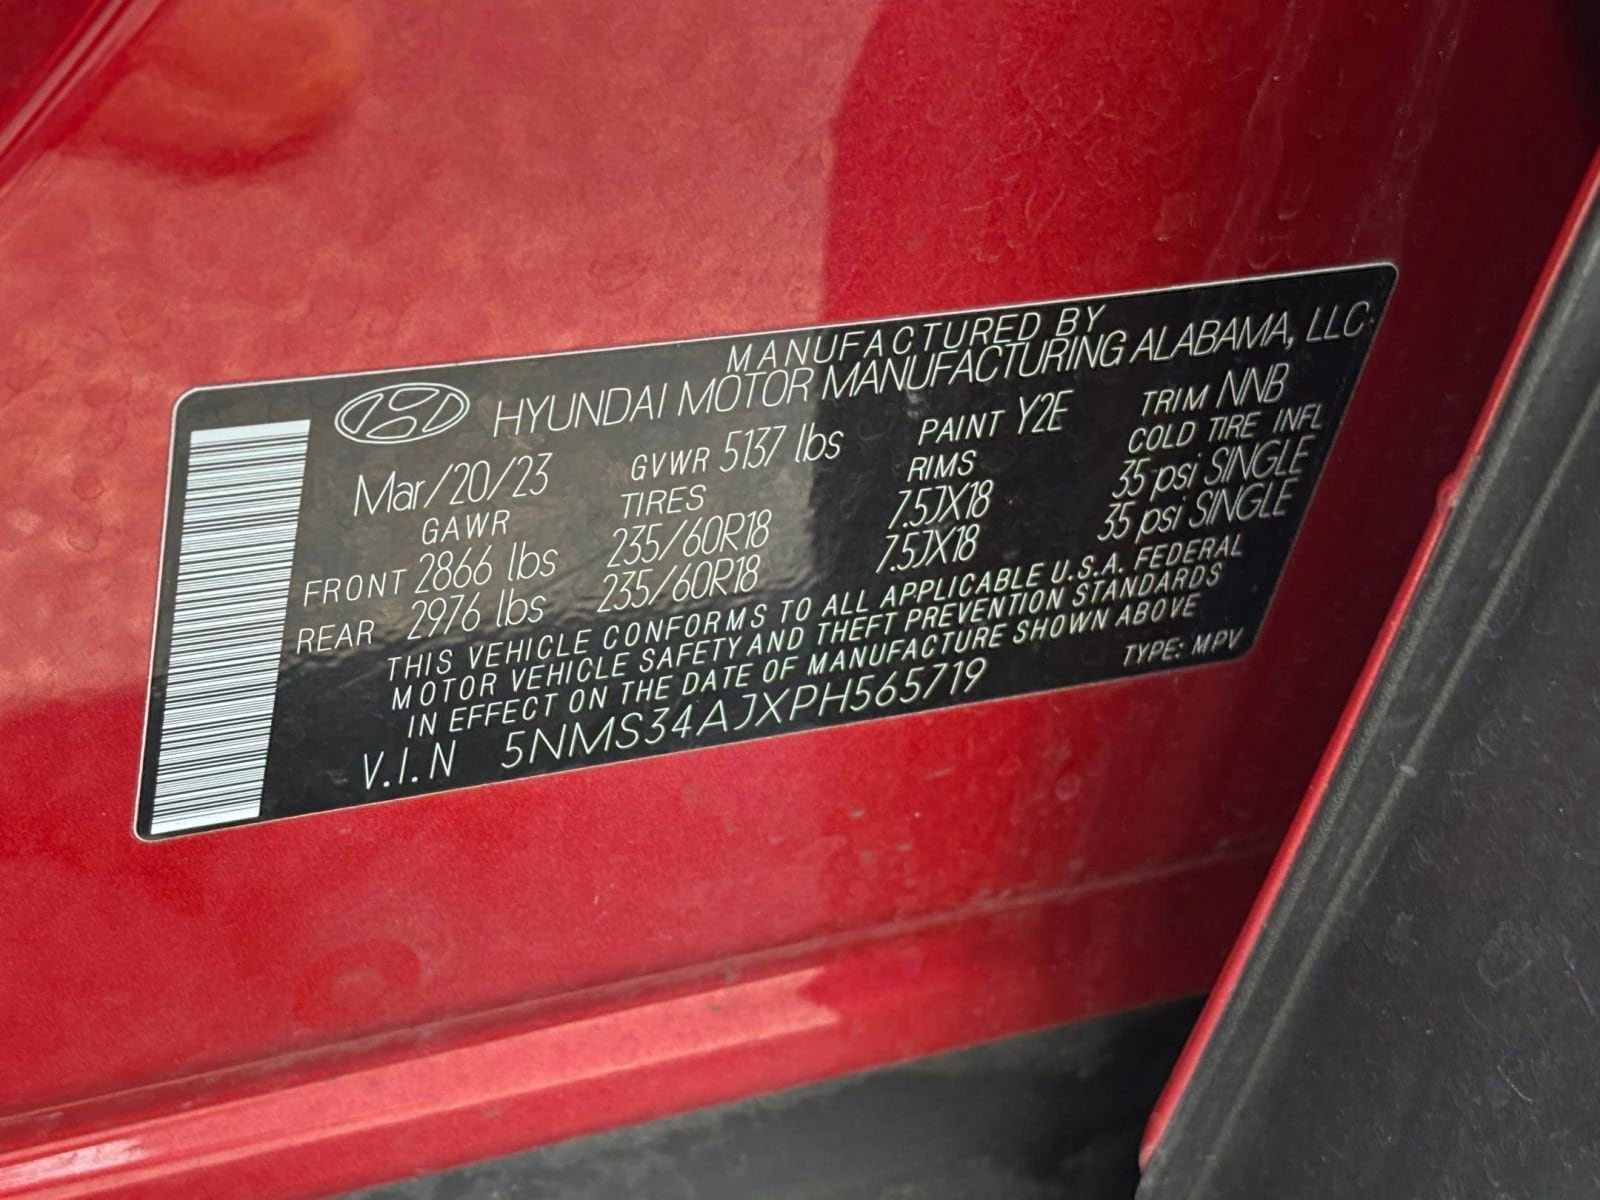 MANUFACTURED BY
HYUNDAI MOTOR MANUFACTURING ALABAMA, LLC
Mar/20/23 GVWR 5137 lbs PAINT Y2E TRIM NNB
GAWR TIRES RIMS COLD TIRE INFL
FRONT 2866 lbs 235/60R18 7.5JX18 35 psi SINGLE
REAR 2976 lbs 235/60R18 7.5JX18 35 psi SINGLE
THIS VEHICLE CONFORMS TO ALL APPLICABLE U.S.A. FEDERAL
MOTOR VEHICLE SAFETY AND THEFT PREVENTION STANDARDS
IN EFFECT ON THE DATE OF MANUFACTURE SHOWN ABOVE
V.I.N 5NMS34AJXPH565719 TYPE: MPV